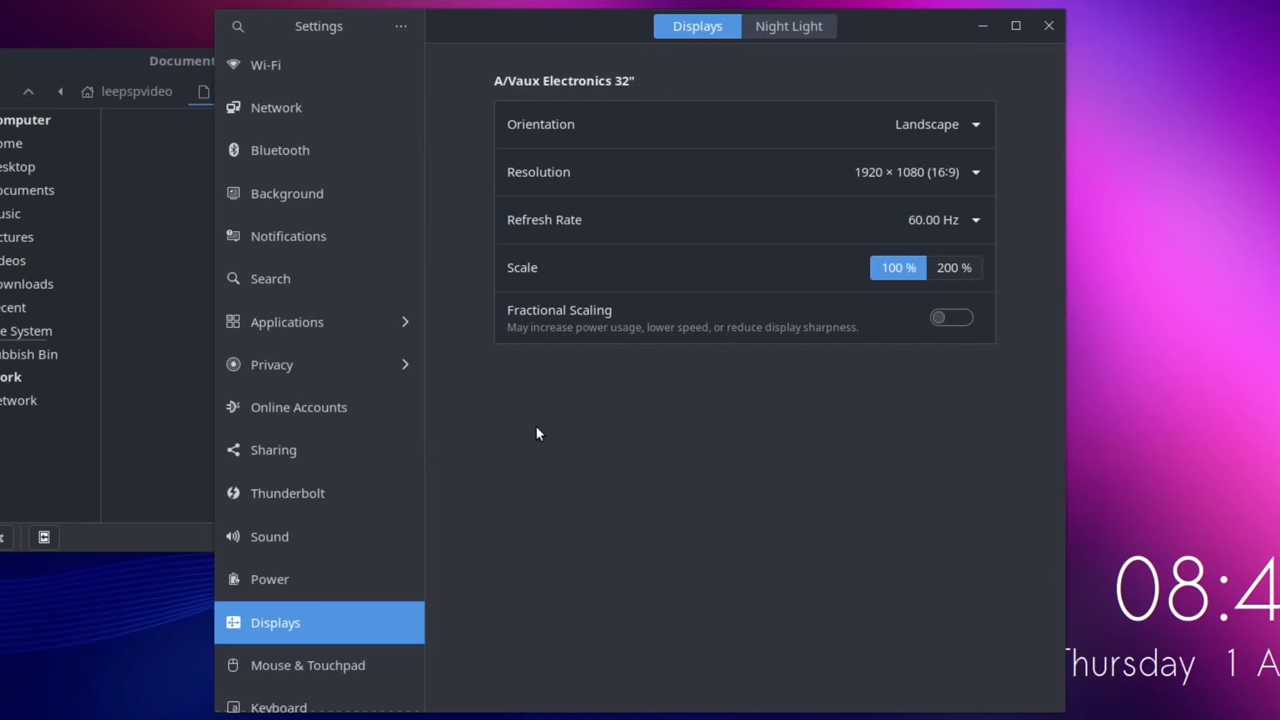 Settings
Displays
Night Light
Document
leepspvideo
omputer
ome
esktop
ocuments
usic
ctures
deos
ownloads
ecent
e System
ubbish Bin
ork
etwork
Wi-Fi
Network
Bluetooth
Background
Notifications
Search
Applications
Privacy
Online Accounts
Sharing
Thunderbolt
Sound
Power
Displays
Mouse & Touchpad
Keyboard
A/Vaux Electronics 32"
Orientation Landscape
Resolution 1920 × 1080 (16:9)
Refresh Rate 60.00 Hz
Scale 100 % 200 %
Fractional Scaling
May increase power usage, lower speed, or reduce display sharpness.
08:4
Thursday 1 A